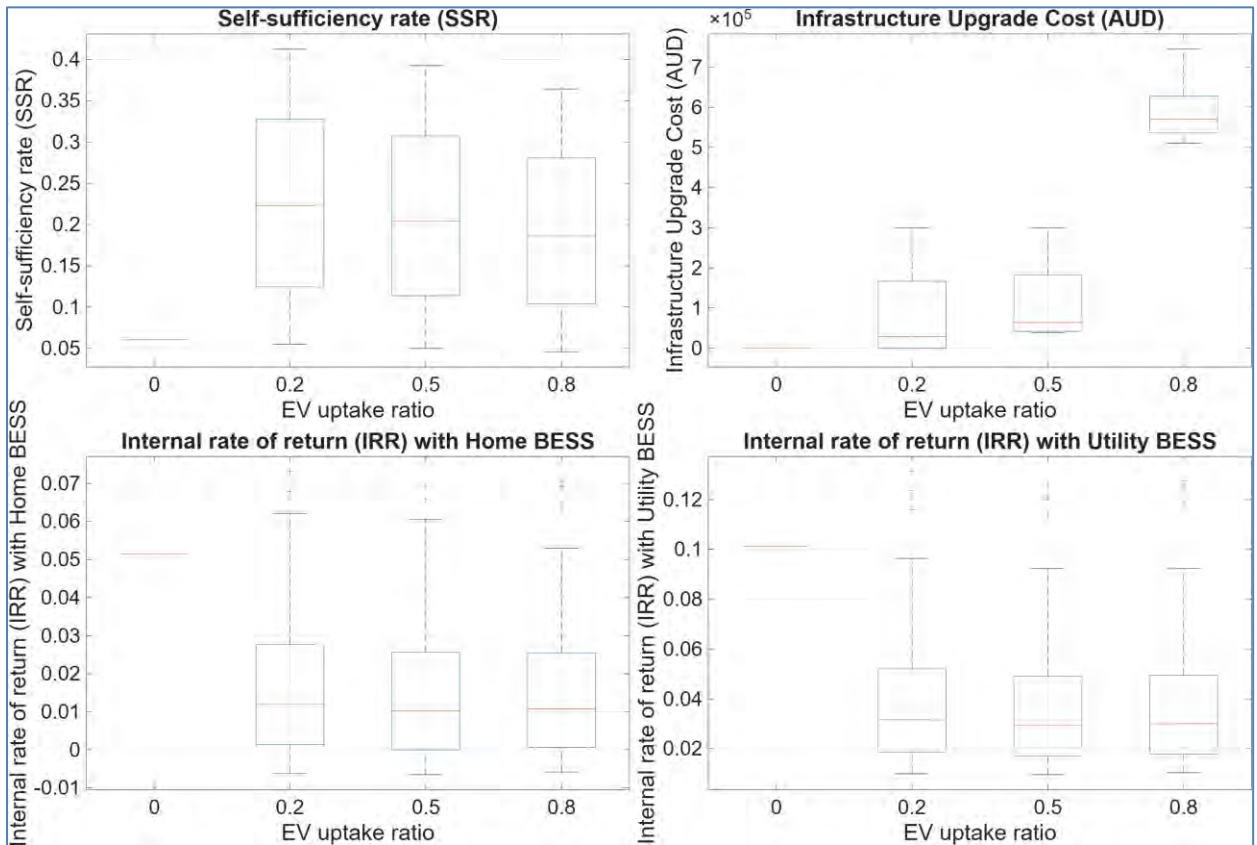 Self-sufficiency rate (SSR)
Self-sufficiency rate (SSR)
0.4
0.35
0.3
0.25
0.2
0.15
0.1
0.05
0 0.2 0.5 0.8
EV uptake ratio
Infrastructure Upgrade Cost (AUD)
×10⁵
Infrastructure Upgrade Cost (AUD)
7
6
5
4
3
2
1
0
0 0.2 0.5 0.8
EV uptake ratio
Internal rate of return (IRR) with Home BESS
Internal rate of return (IRR) with Home BESS
0.07
0.06
0.05
0.04
0.03
0.02
0.01
0
-0.01
0 0.2 0.5 0.8
EV uptake ratio
Internal rate of return (IRR) with Utility BESS
Internal rate of return (IRR) with Utility BESS
0.12
0.1
0.08
0.06
0.04
0.02
0 0.2 0.5 0.8
EV uptake ratio